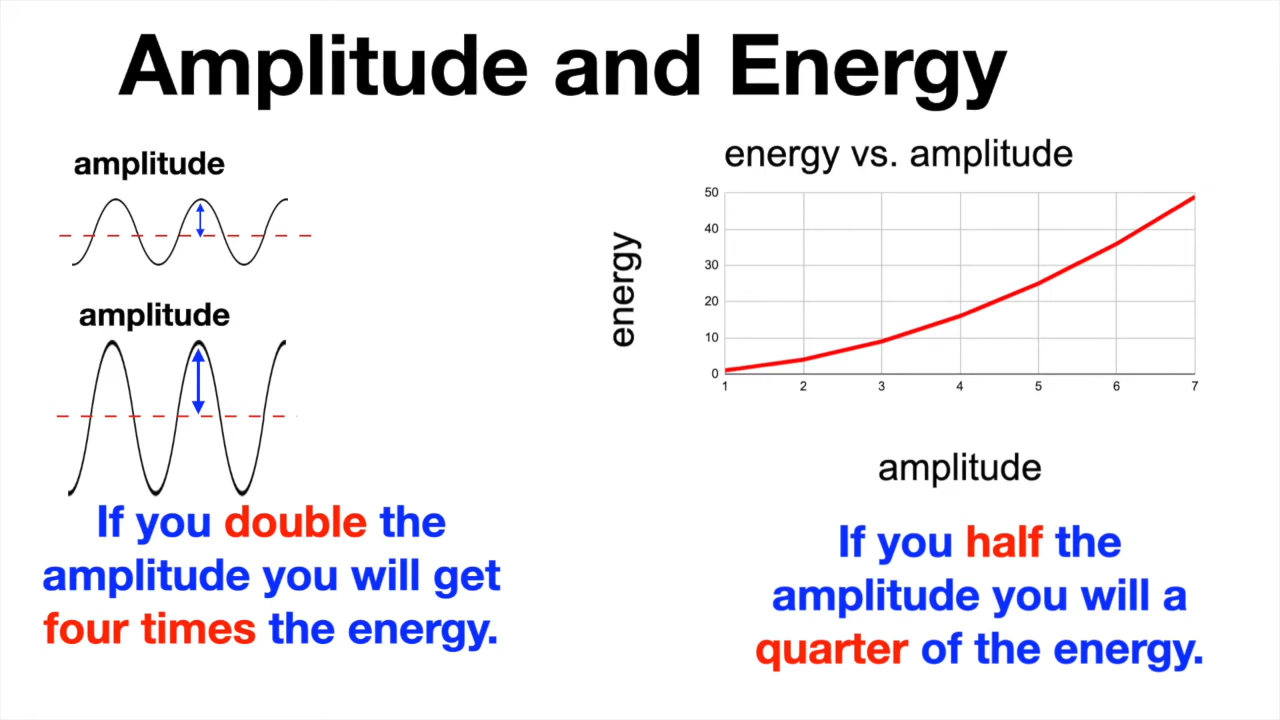 Amplitude and Energy
amplitude
amplitude
If you double the
amplitude you will get
four times the energy.
energy vs. amplitude
energy
50
40
30
20
10
0
1 2 3 4 5 6 7
amplitude
If you half the
amplitude you will a
quarter of the energy.